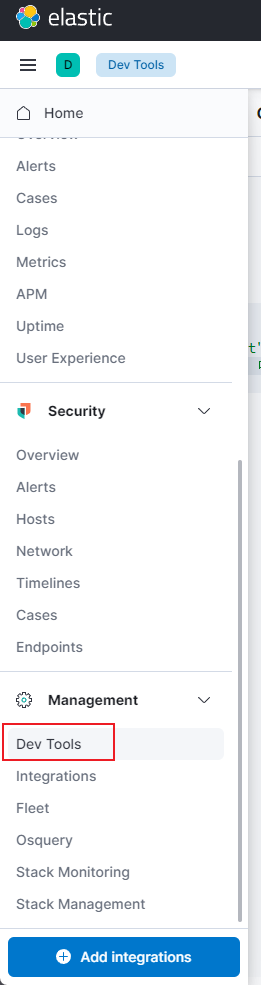 elastic
D
Dev Tools
Home
Overview
Alerts
Cases
Logs
Metrics
APM
Uptime
User Experience
Security
Overview
Alerts
Hosts
Network
Timelines
Cases
Endpoints
Management
Dev Tools
Integrations
Fleet
Osquery
Stack Monitoring
Stack Management
Add integrations